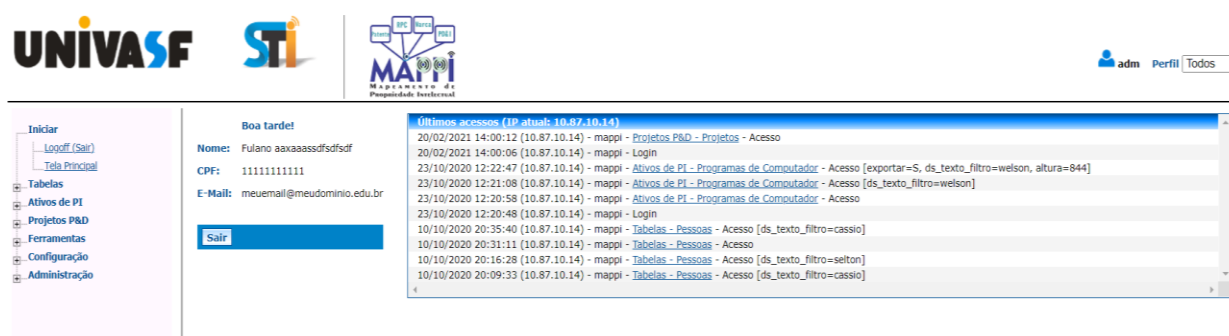 UNIVASF
STI
Patente
RPC
Marca
PD&I
MAPPI
Mapeamento de
Propriedade Intelectual
adm Perfil Todos
Iniciar
Logoff (Sair)
Tela Principal
Tabelas
Ativos de PI
Projetos P&D
Ferramentas
Configuração
Administração
Boa tarde!
Nome: Fulano aaxaaassdfsdfsdf
CPF: 11111111111
E-Mail: meuemail@meudominio.edu.br
Sair
Últimos acessos (IP atual: 10.87.10.14)
20/02/2021 14:00:12 (10.87.10.14) - mappi - Projetos P&D - Projetos - Acesso
20/02/2021 14:00:06 (10.87.10.14) - mappi - Login
23/10/2020 12:22:47 (10.87.10.14) - mappi - Ativos de PI - Programas de Computador - Acesso [exportar=S, ds_texto_filtro=welson, altura=844]
23/10/2020 12:21:08 (10.87.10.14) - mappi - Ativos de PI - Programas de Computador - Acesso [ds_texto_filtro=welson]
23/10/2020 12:20:58 (10.87.10.14) - mappi - Ativos de PI - Programas de Computador - Acesso
23/10/2020 12:20:48 (10.87.10.14) - mappi - Login
10/10/2020 20:35:40 (10.87.10.14) - mappi - Tabelas - Pessoas - Acesso [ds_texto_filtro=cassio]
10/10/2020 20:31:11 (10.87.10.14) - mappi - Tabelas - Pessoas - Acesso
10/10/2020 20:16:28 (10.87.10.14) - mappi - Tabelas - Pessoas - Acesso [ds_texto_filtro=selton]
10/10/2020 20:09:33 (10.87.10.14) - mappi - Tabelas - Pessoas - Acesso [ds_texto_filtro=cassio]